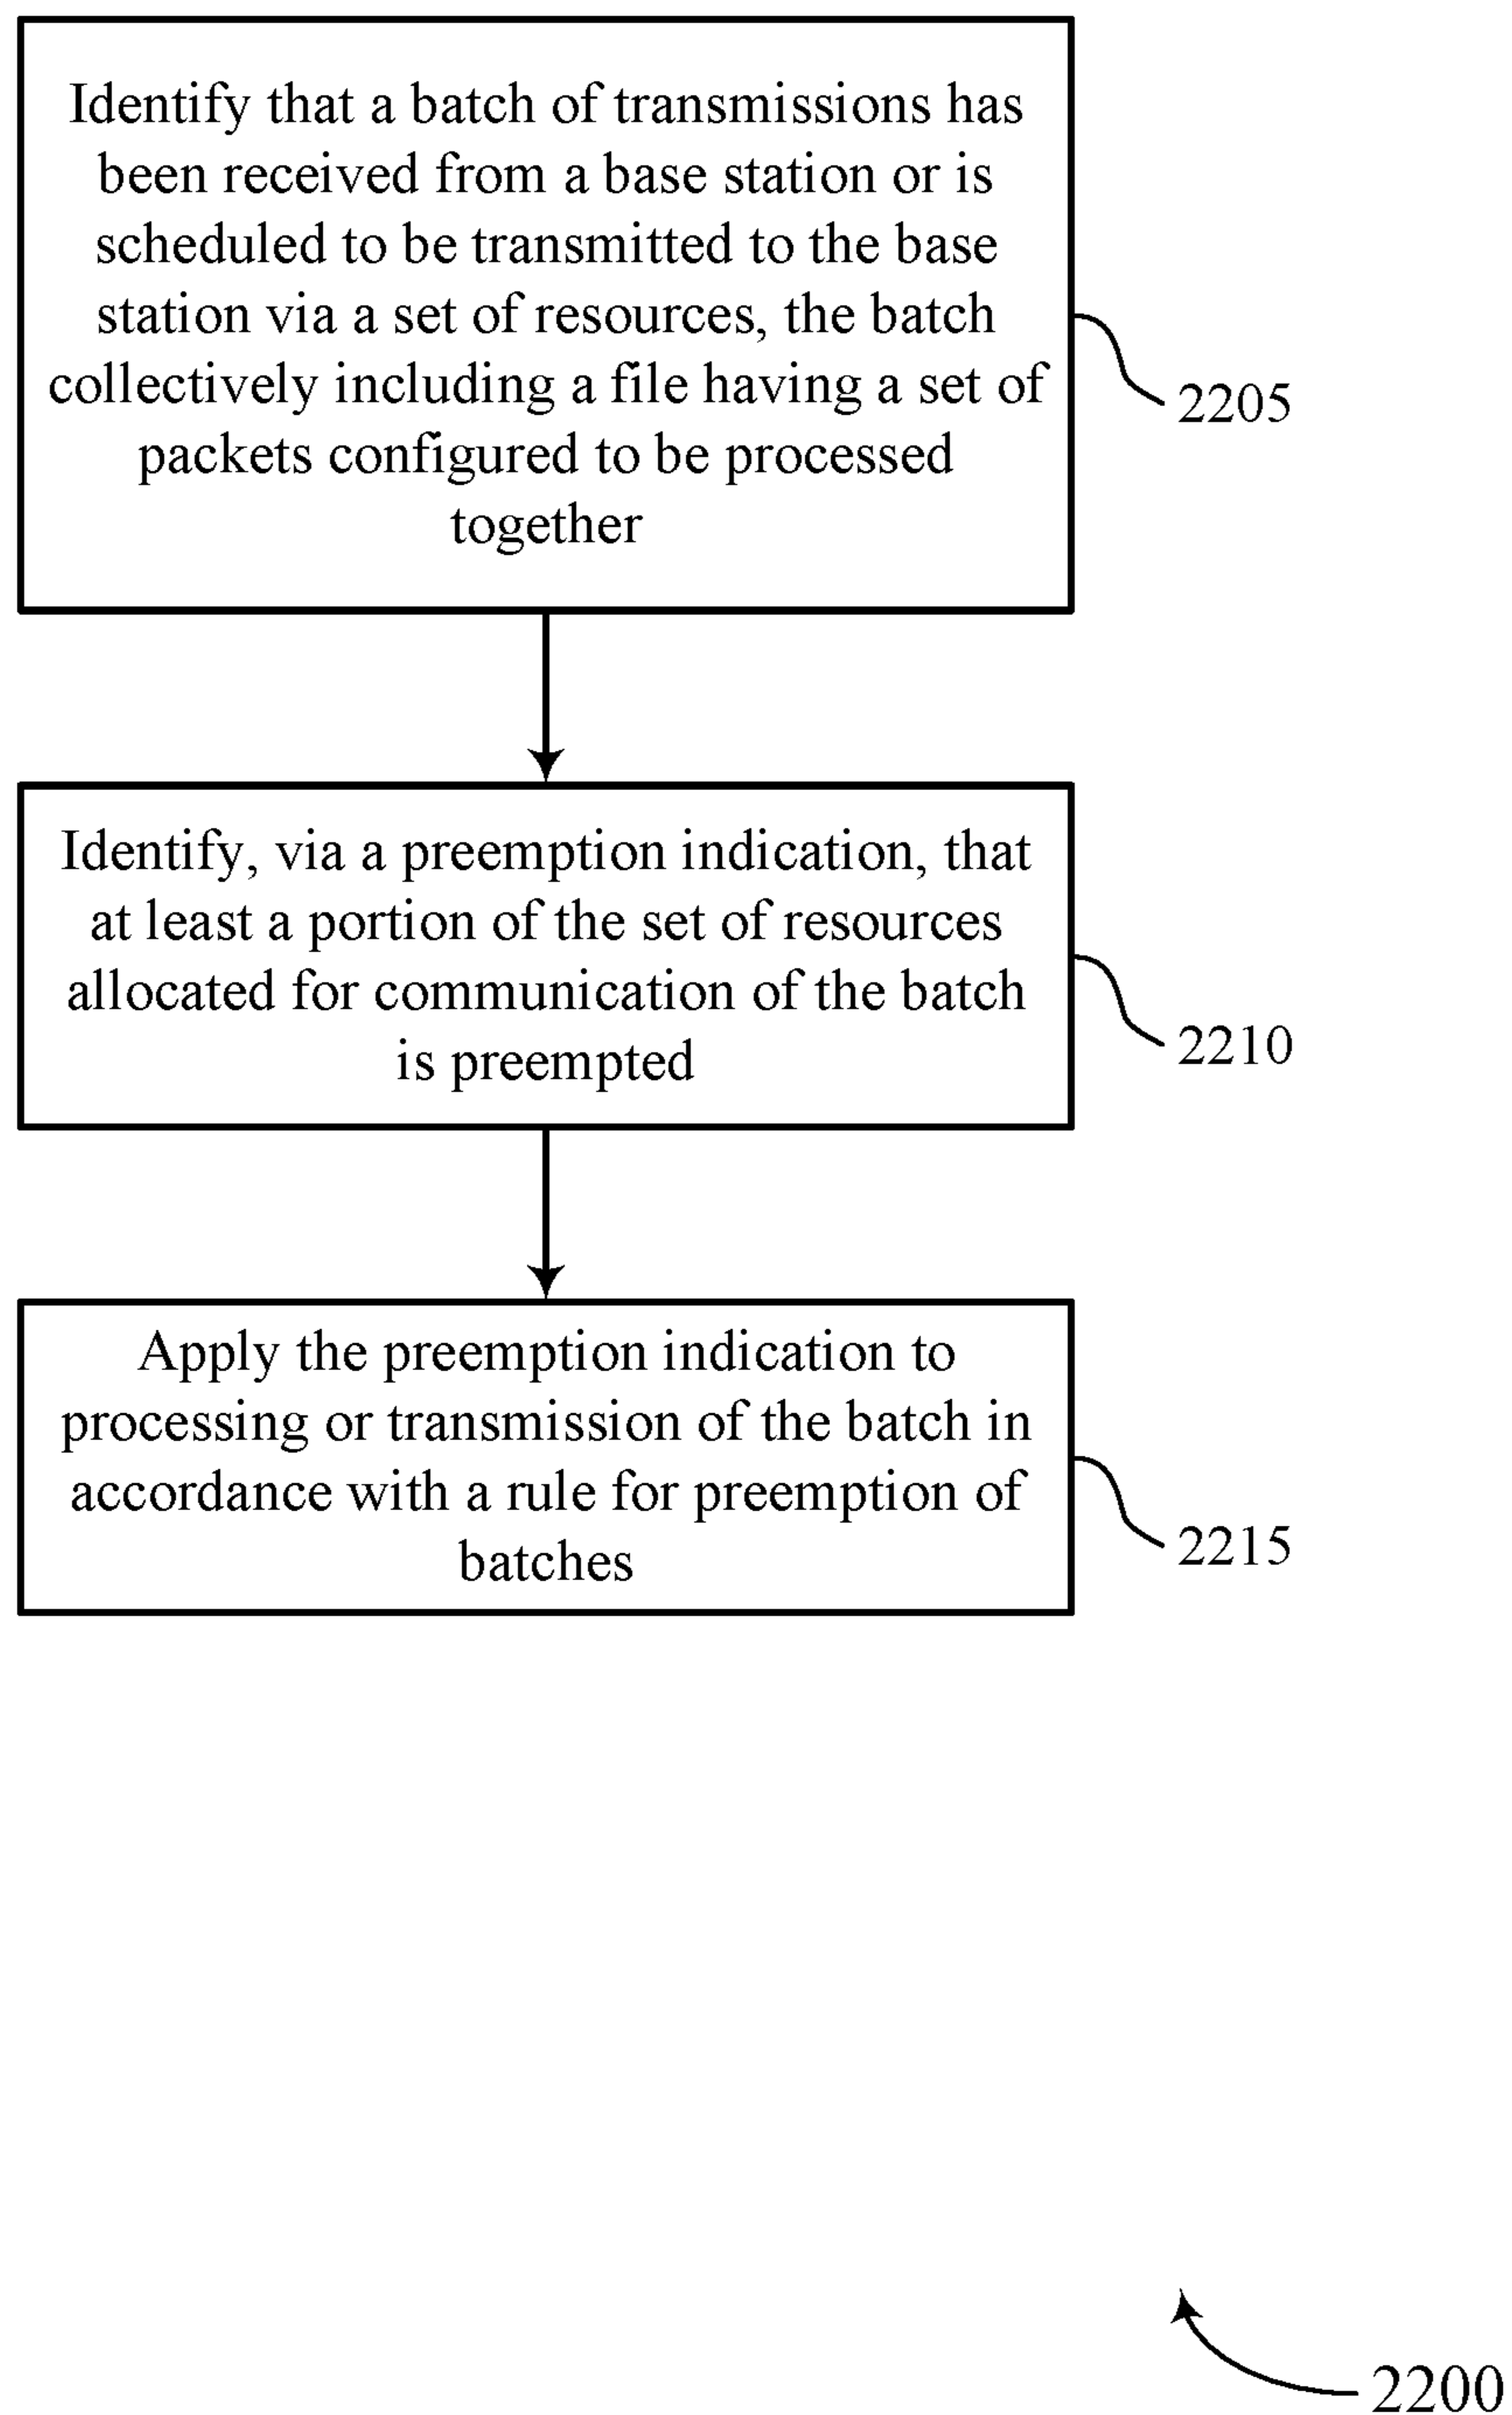 Identify that a batch of transmissions has
been received from a base station or is
scheduled to be transmitted to the base
station via a set of resources, the batch
collectively including a file having a set of
packets configured to be processed
together
2205
Identify, via a preemption indication, that
at least a portion of the set of resources
allocated for communication of the batch
is preempted
2210
Apply the preemption indication to
processing or transmission of the batch in
accordance with a rule for preemption of
batches
2215
2200